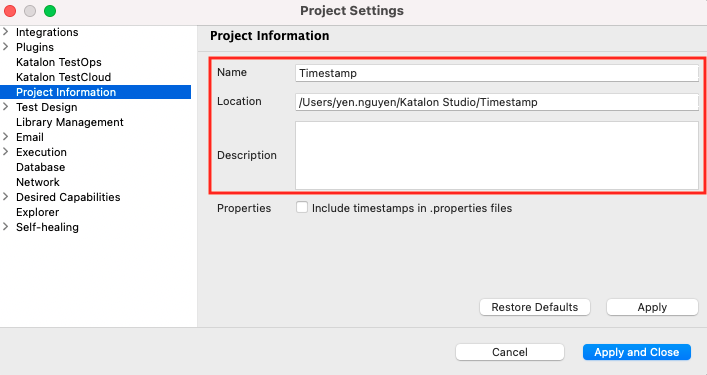 Project Settings
Integrations
Plugins
Katalon TestOps
Katalon TestCloud
Project Information
Test Design
Library Management
Email
Execution
Database
Network
Desired Capabilities
Explorer
Self-healing
Project Information
Name Timestamp
Location /Users/yen.nguyen/Katalon Studio/Timestamp
Description
Properties Include timestamps in .properties files
Restore Defaults Apply
Cancel Apply and Close